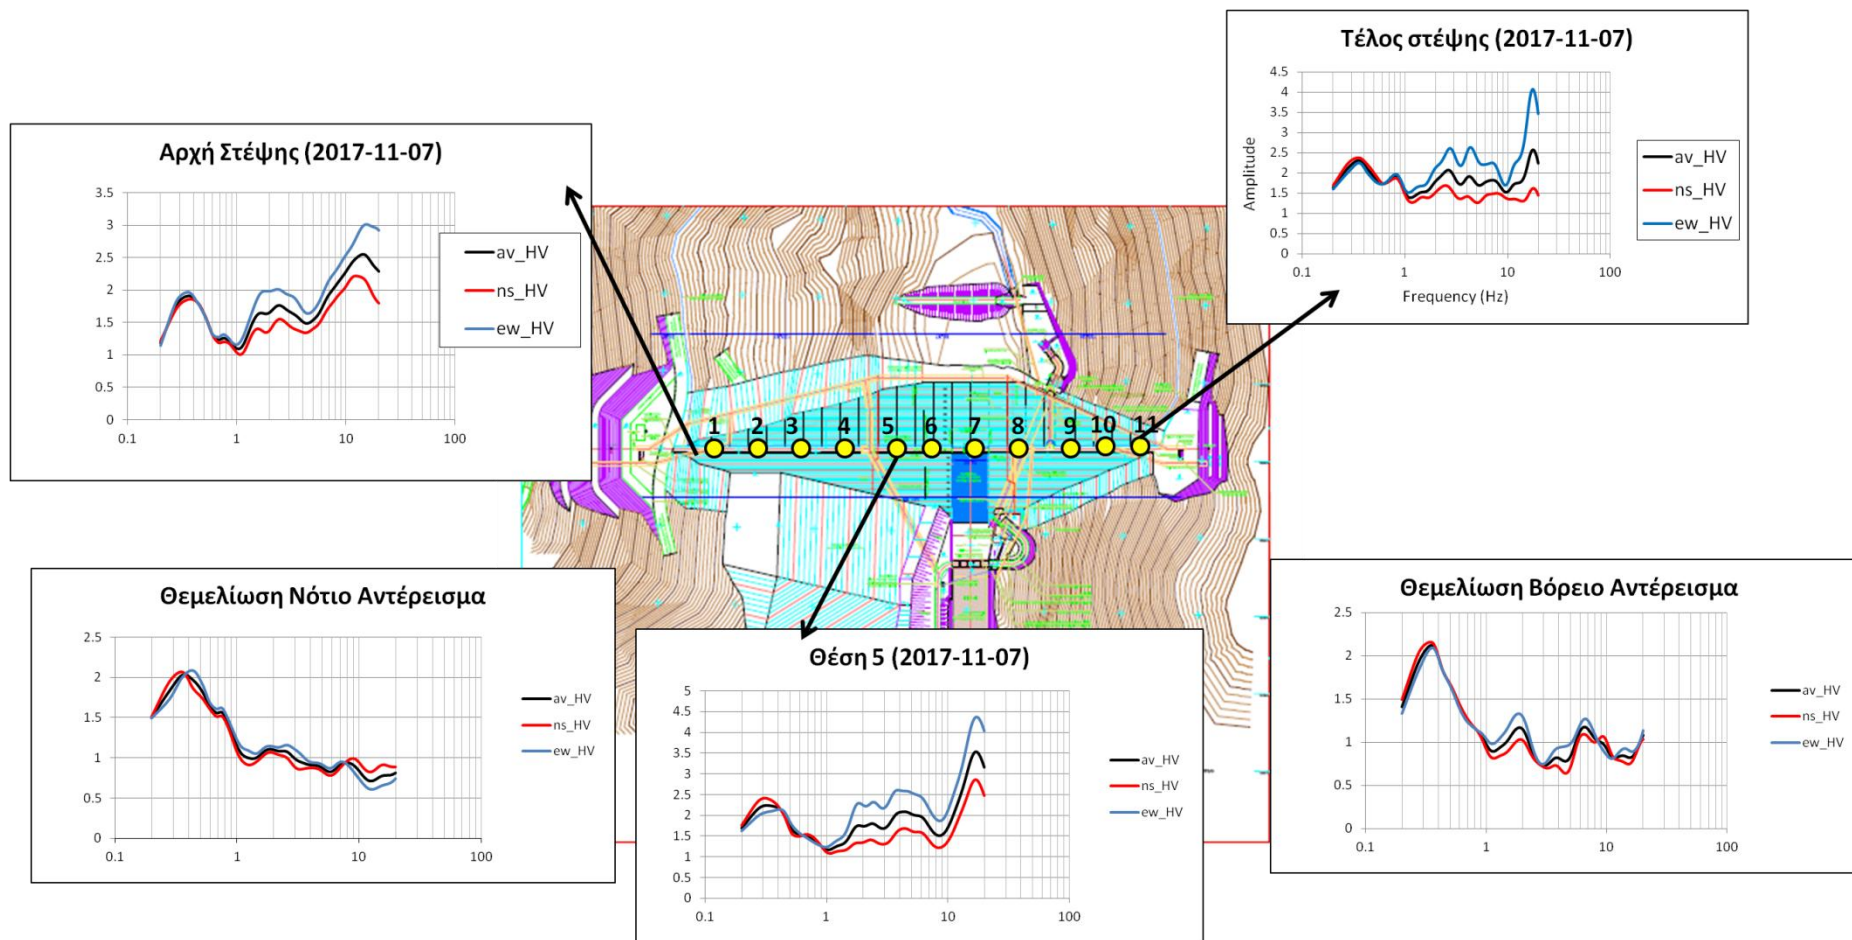 Αρχή Στέψης (2017-11-07)
3.5
3
2.5
2
1.5
1
0.5
0
0.1 1 10 100
av_HV
ns_HV
ew_HV
Τέλος στέψης (2017-11-07)
Amplitude
4.5
4
3.5
3
2.5
2
1.5
1
0.5
0
0.1 1 10 100
Frequency (Hz)
av_HV
ns_HV
ew_HV
1 2 3 4 5 6 7 8 9 10 11
Θεμελίωση Νότιο Αντέρεισμα
2.5
2
1.5
1
0.5
0
0.1 1 10 100
av_HV
ns_HV
ew_HV
Θέση 5 (2017-11-07)
5
4.5
4
3.5
3
2.5
2
1.5
1
0.5
0
0.1 1 10 100
av_HV
ns_HV
ew_HV
Θεμελίωση Βόρειο Αντέρεισμα
2.5
2
1.5
1
0.5
0
0.1 1 10 100
av_HV
ns_HV
ew_HV